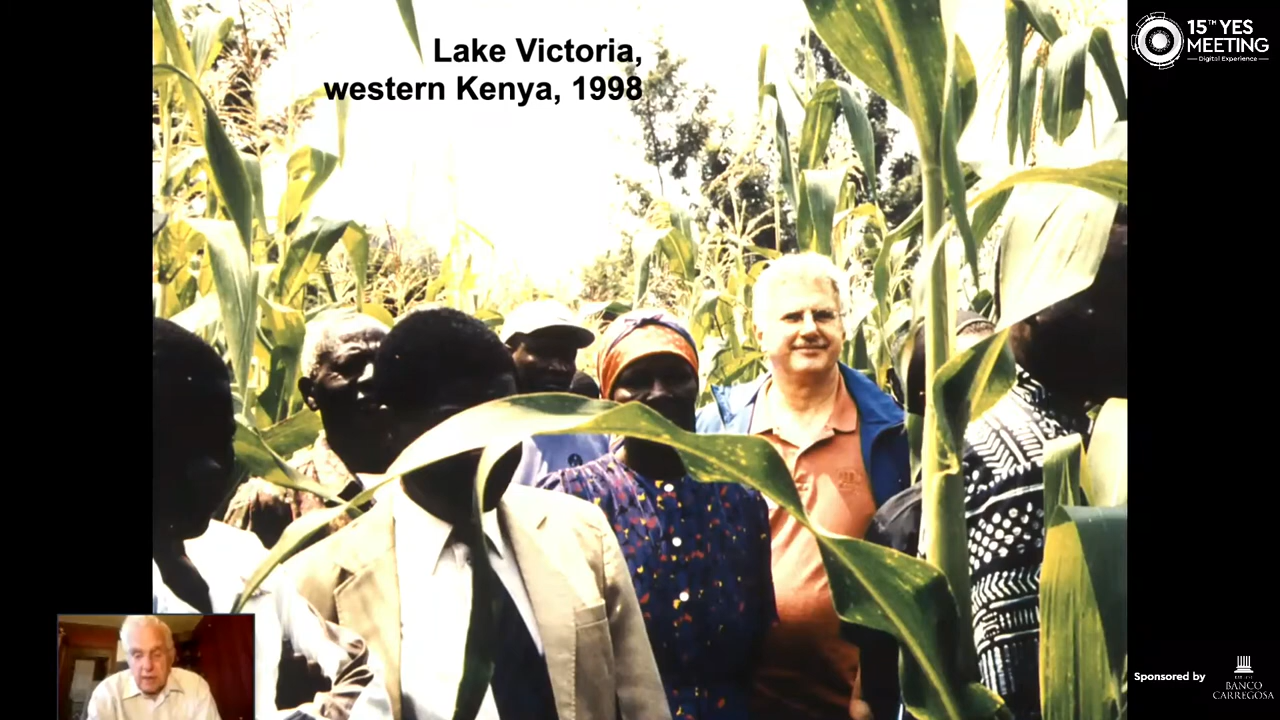 Lake Victoria,
western Kenya, 1998
15TH YES
MEETING
Digital Experience
Sponsored by
BANCO
CARREGOSA